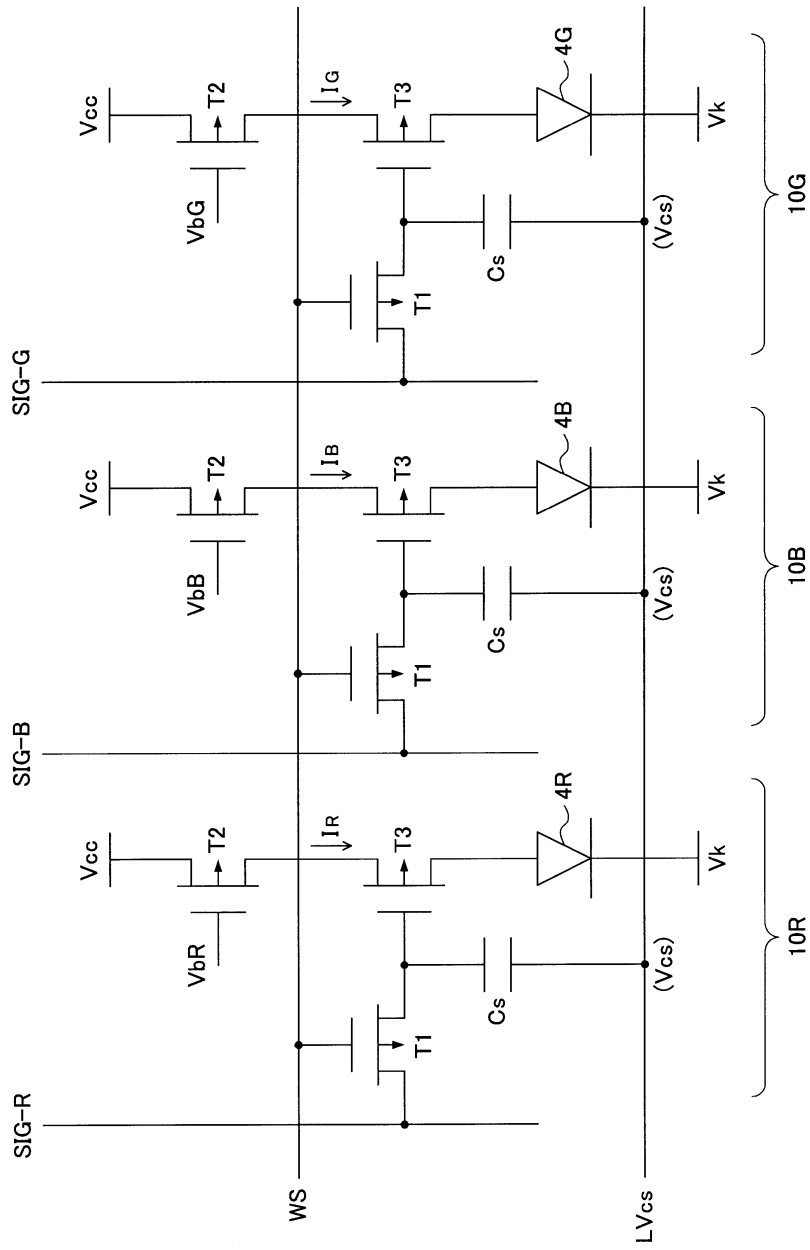 SIG-R
SIG-B
SIG-G
Vcc
Vcc
Vcc
VbR
T2
VbB
T2
VbG
T2
WS
IR
IB
IG
T1
T3
T1
T3
T1
T3
Cs
4R
Cs
4B
Cs
4G
LVcs
(Vcs)
Vk
(Vcs)
Vk
(Vcs)
Vk
10R
10B
10G